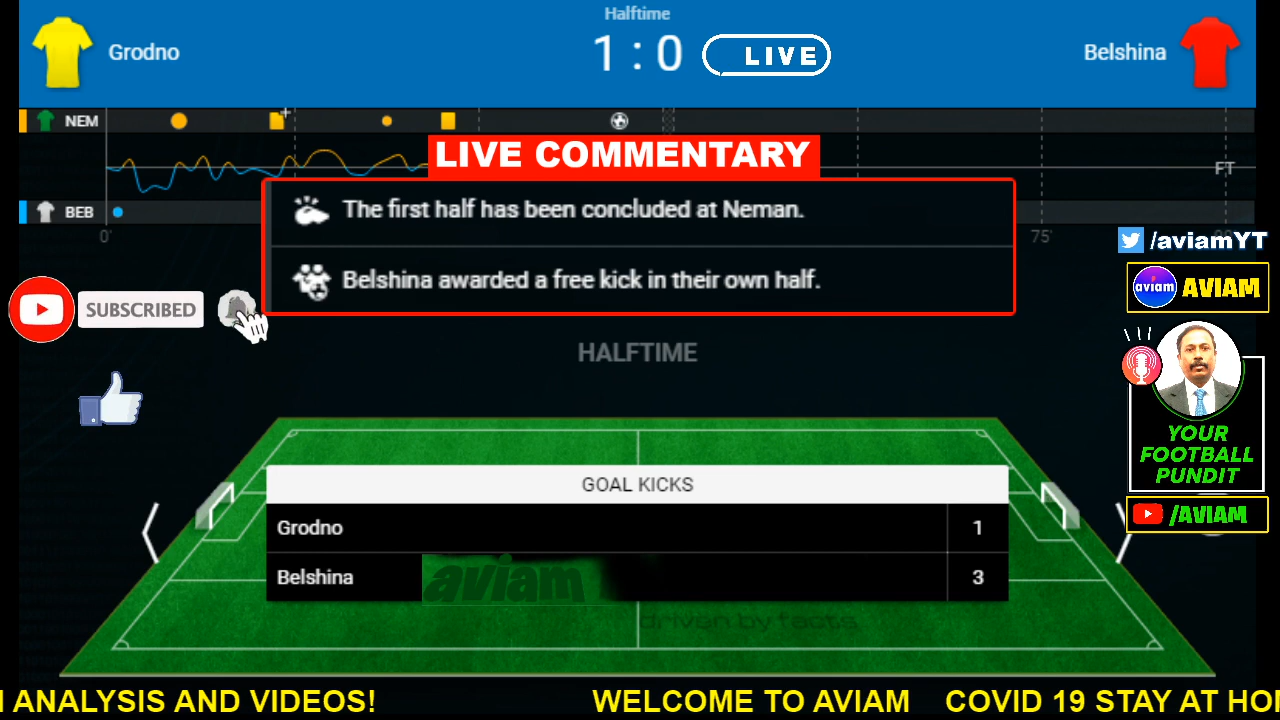 Halftime
Grodno
1 : 0
LIVE
Belshina
NEM
LIVE COMMENTARY
FT
The first half has been concluded at Neman.
BEB
0'
75'
/aviamYT
Belshina awarded a free kick in their own half.
aviam AVIAM
SUBSCRIBED
HALFTIME
YOUR
FOOTBALL
PUNDIT
GOAL KICKS
/AVIAM
Grodno 1
Belshina 3
aviam
driven by facts
ANALYSIS AND VIDEOS! WELCOME TO AVIAM COVID 19 STAY AT